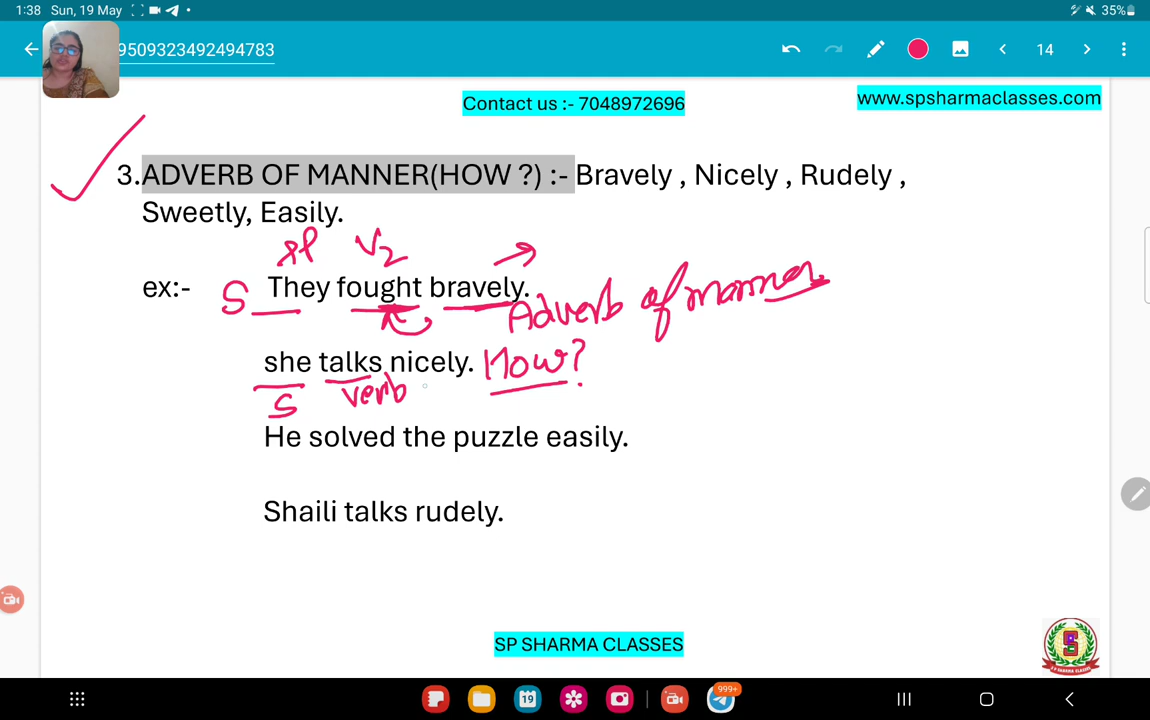 1:38 Sun, 19 May
35%
9509323492494783
14
Contact us :- 7048972696
www.spsharmaclasses.com
3.ADVERB OF MANNER(HOW ?) :- Bravely , Nicely , Rudely ,
Sweetly, Easily.
V2
ex:- S They fought bravely.
Adverb of manner
she talks nicely. How?
S verb
He solved the puzzle easily.
Shaili talks rudely.
SP SHARMA CLASSES
S
19
999+